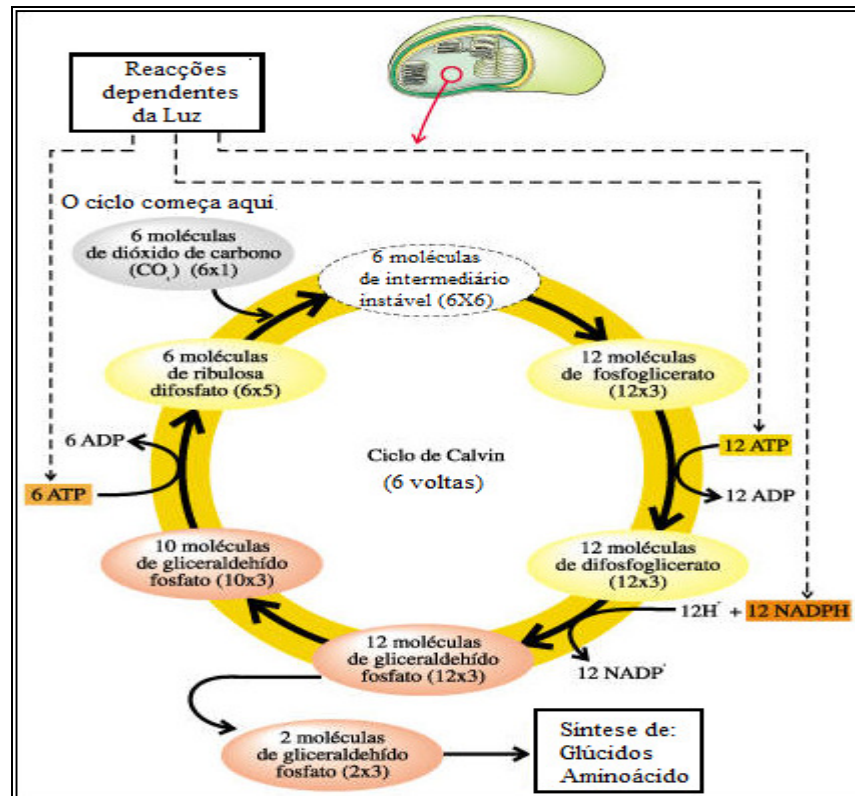 Reacções
dependentes
da Luz
O ciclo começa aqui.
6 moléculas
de dióxido de carbono
(CO₂) (6x1)
6 moléculas
de intermediário
instável (6X6)
6 moléculas
de ribulosa
difosfato (6x5)
12 moléculas
de fosfoglicerato
(12x3)
6 ADP
Ciclo de Calvin
(6 voltas)
12 ATP
6 ATP
12 ADP
10 moléculas
de gliceraldehído
fosfato (10x3)
12 moléculas
de difosfoglicerato
(12x3)
12H⁺ + 12 NADPH
12 moléculas
de gliceraldehído
fosfato (12x3)
12 NADP⁺
2 moléculas
de gliceraldehído
fosfato (2x3)
Síntese de:
Glúcidos
Aminoácido